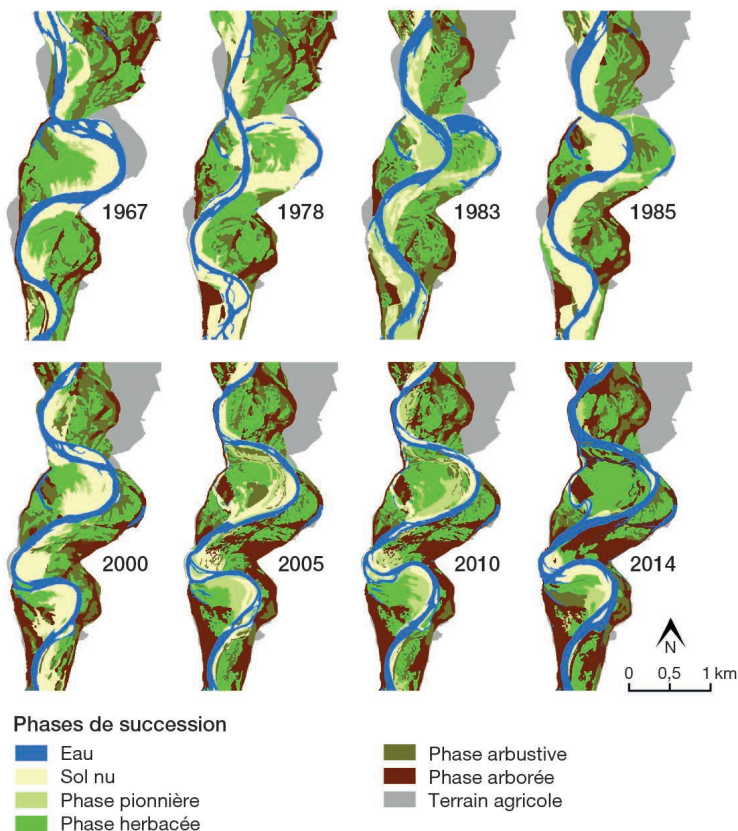 1967
1978
1983
1985
2000
2005
2010
2014
N
0 0,5 1 km
Phases de succession
Eau
Sol nu
Phase pionnière
Phase herbacée
Phase arbustive
Phase arborée
Terrain agricole